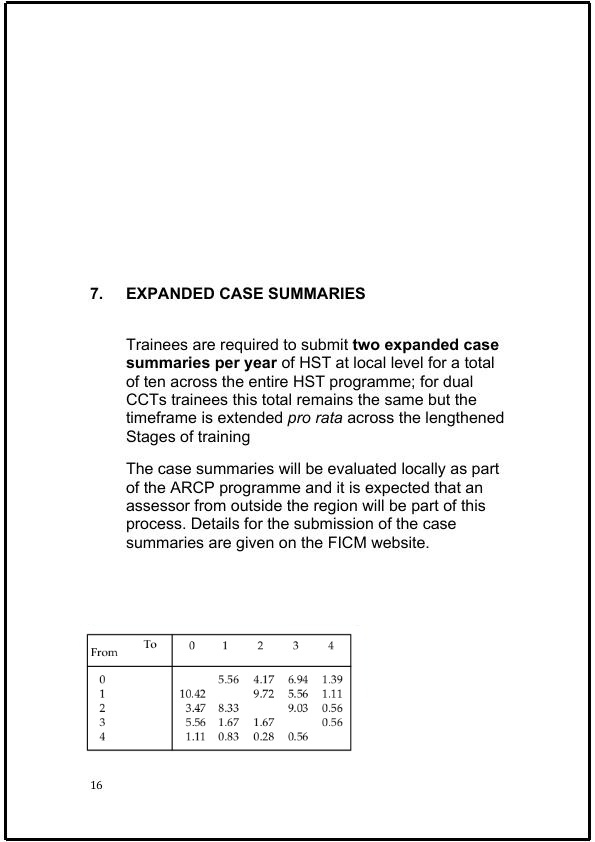 7. EXPANDED CASE SUMMARIES
Trainees are required to submit two expanded case
summaries per year of HST at local level for a total
of ten across the entire HST programme; for dual
CCTs trainees this total remains the same but the
timeframe is extended pro rata across the lengthened
Stages of training
The case summaries will be evaluated locally as part
of the ARCP programme and it is expected that an
assessor from outside the region will be part of this
process. Details for the submission of the case
summaries are given on the FICM website.
From To 0 1 2 3 4
0 5.56 4.17 6.94 1.39
1 10.42 9.72 5.56 1.11
2 3.47 8.33 9.03 0.56
3 5.56 1.67 1.67 0.56
4 1.11 0.83 0.28 0.56
16